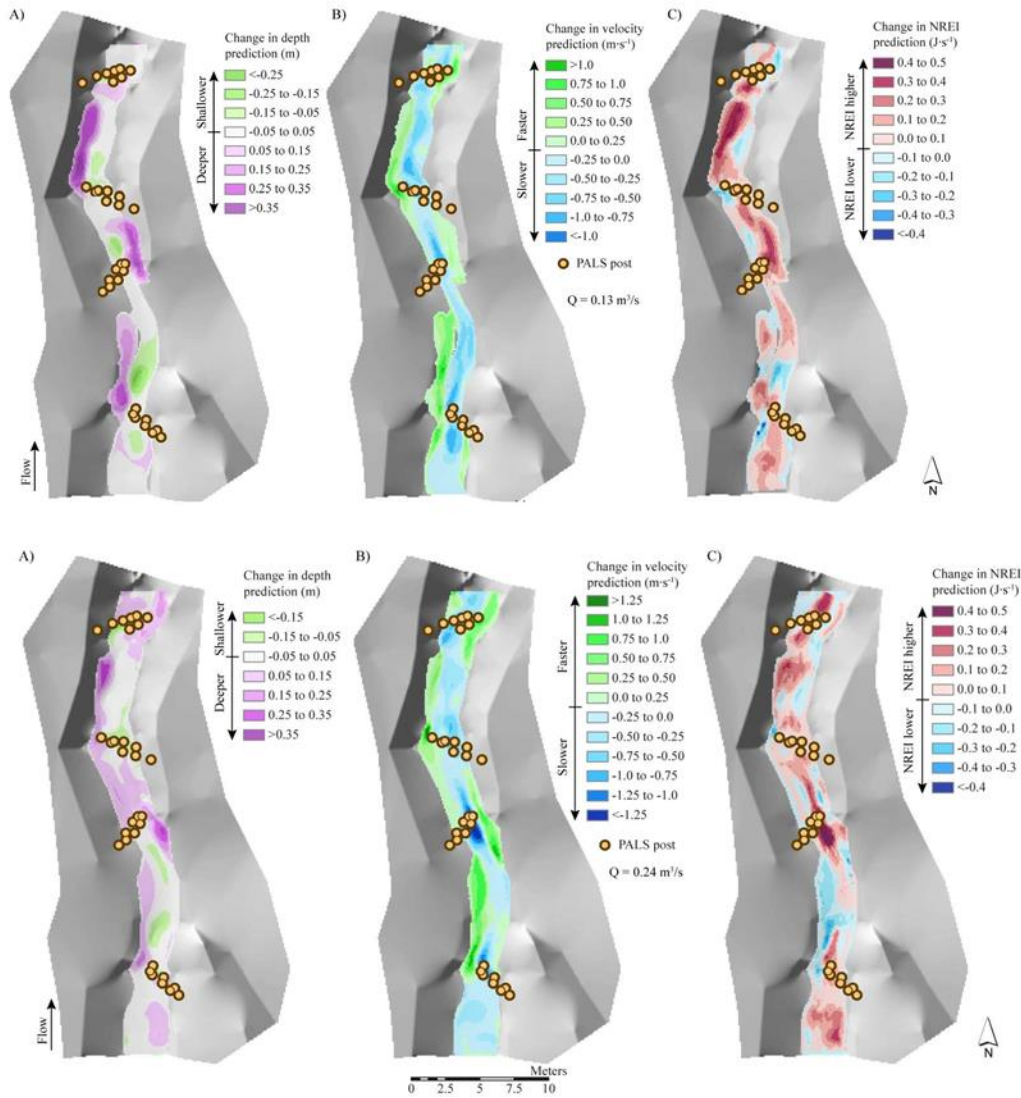 A)
Change in depth
prediction (m)
Shallower
Deeper
<-0.25
-0.25 to -0.15
-0.15 to -0.05
-0.05 to 0.05
0.05 to 0.15
0.15 to 0.25
0.25 to 0.35
>0.35
Flow
B)
Change in velocity
prediction (m·s⁻¹)
Faster
Slower
>1.0
0.75 to 1.0
0.50 to 0.75
0.25 to 0.50
0.0 to 0.25
-0.25 to 0.0
-0.50 to -0.25
-0.75 to -0.50
-1.0 to -0.75
<-1.0
PALS post
Q = 0.13 m³/s
C)
Change in NREI
prediction (J·s⁻¹)
NREI higher
NREI lower
0.4 to 0.5
0.3 to 0.4
0.2 to 0.3
0.1 to 0.2
0.0 to 0.1
-0.1 to 0.0
-0.2 to -0.1
-0.3 to -0.2
-0.4 to -0.3
<-0.4
N
A)
Change in depth
prediction (m)
Shallower
Deeper
<-0.15
-0.15 to -0.05
-0.05 to 0.05
0.05 to 0.15
0.15 to 0.25
0.25 to 0.35
>0.35
Flow
B)
Change in velocity
prediction (m·s⁻¹)
Faster
Slower
>1.25
1.0 to 1.25
0.75 to 1.0
0.50 to 0.75
0.25 to 0.50
0.0 to 0.25
-0.25 to 0.0
-0.50 to -0.25
-0.75 to -0.50
-1.0 to -0.75
-1.25 to -1.0
<-1.25
PALS post
Q = 0.24 m³/s
Meters
0 2.5 5 7.5 10
C)
Change in NREI
prediction (J·s⁻¹)
NREI higher
NREI lower
0.4 to 0.5
0.3 to 0.4
0.2 to 0.3
0.1 to 0.2
0.0 to 0.1
-0.1 to 0.0
-0.2 to -0.1
-0.3 to -0.2
-0.4 to -0.3
<-0.4
N